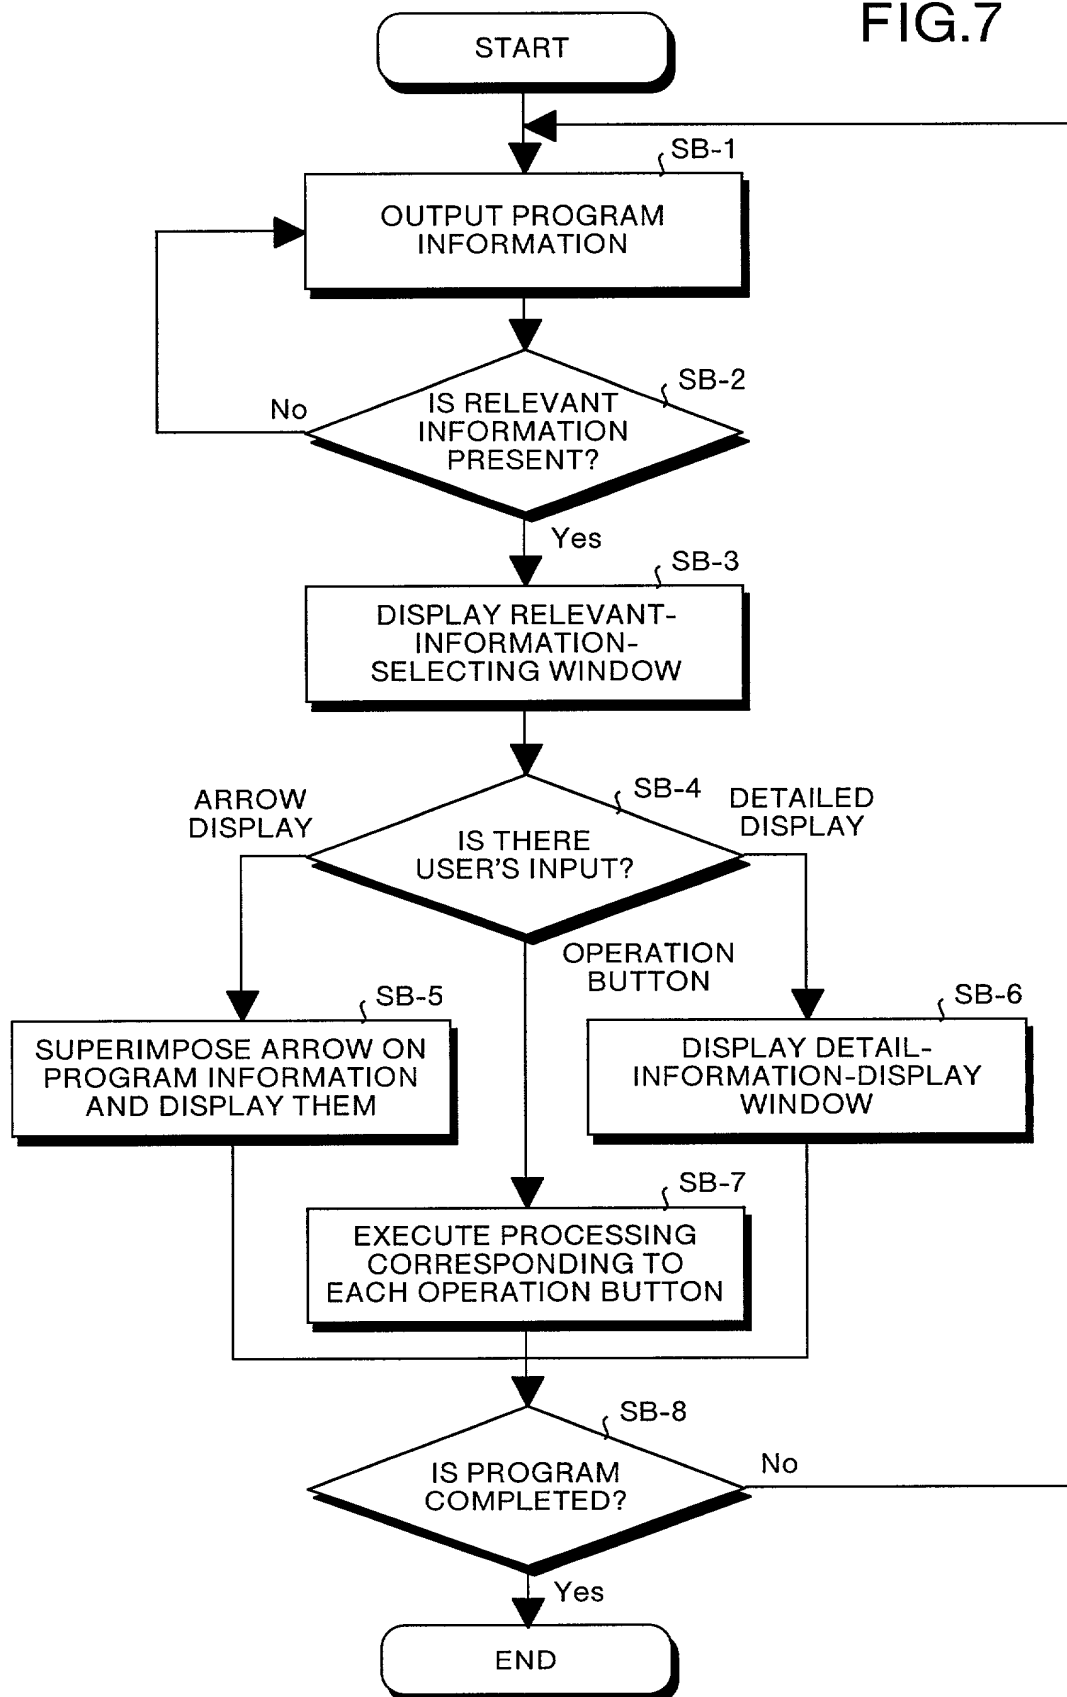 FIG.7
START
SB-1
OUTPUT PROGRAM
INFORMATION
SB-2
No
IS RELEVANT
INFORMATION
PRESENT?
Yes
SB-3
DISPLAY RELEVANT-
INFORMATION-
SELECTING WINDOW
SB-4
ARROW
DISPLAY
DETAILED
DISPLAY
IS THERE
USER'S INPUT?
OPERATION
BUTTON
SB-5
SUPERIMPOSE ARROW ON
PROGRAM INFORMATION
AND DISPLAY THEM
SB-6
DISPLAY DETAIL-
INFORMATION-DISPLAY
WINDOW
SB-7
EXECUTE PROCESSING
CORRESPONDING TO
EACH OPERATION BUTTON
SB-8
IS PROGRAM
COMPLETED?
No
Yes
END